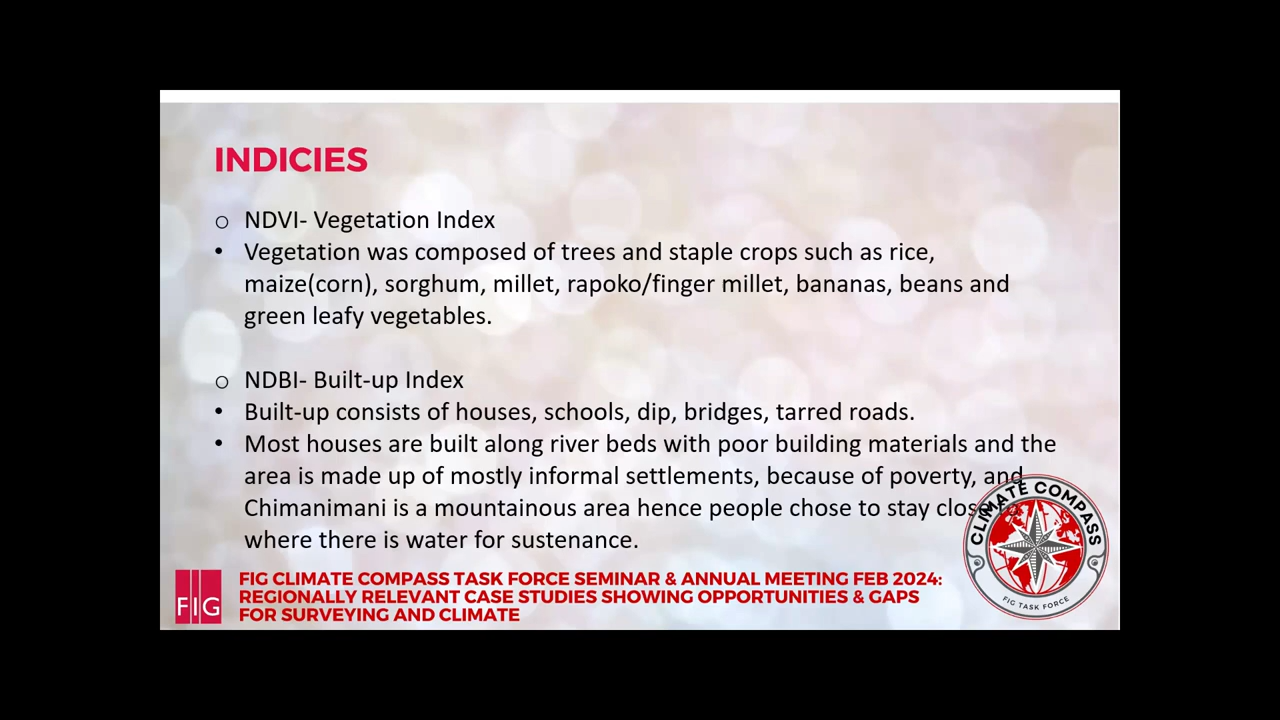 INDICIES
o NDVI- Vegetation Index
• Vegetation was composed of trees and staple crops such as rice,
maize(corn), sorghum, millet, rapoko/finger millet, bananas, beans and
green leafy vegetables.
o NDBI- Built-up Index
• Built-up consists of houses, schools, dip, bridges, tarred roads.
• Most houses are built along river beds with poor building materials and the
area is made up of mostly informal settlements, because of poverty, and
Chimanimani is a mountainous area hence people chose to stay
where there is water for sustenance.
CLIMATE COMPASS
FIG TASK FORCE
FIG
FIG CLIMATE COMPASS TASK FORCE SEMINAR & ANNUAL MEETING FEB 2024:
REGIONALLY RELEVANT CASE STUDIES SHOWING OPPORTUNITIES & GAPS
FOR SURVEYING AND CLIMATE